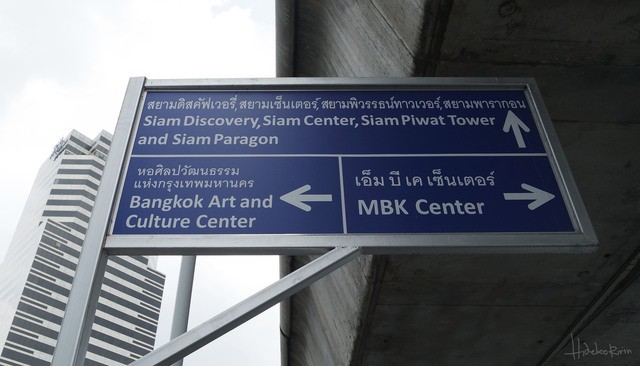 สยามดิสคัฟเวอรี่, สยามเซ็นเตอร์, สยามพิวรรธน์ทาวเวอร์, สยามพารากอน
Siam Discovery, Siam Center, Siam Piwat Tower
and Siam Paragon
หอศิลปวัฒนธรรม
แห่งกรุงเทพมหานคร
Bangkok Art and
Culture Center
เอ็ม บี เค เซ็นเตอร์
MBK Center